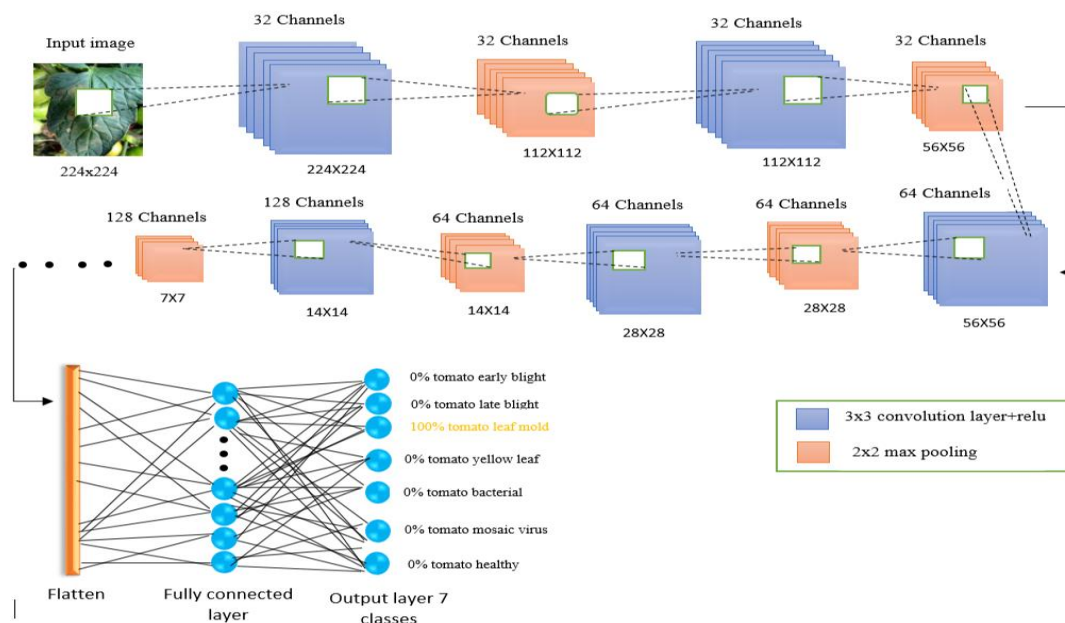 Input image
32 Channels
32 Channels
32 Channels
32 Channels
224x224
224X224
112X112
112X112
56X56
128 Channels
128 Channels
64 Channels
64 Channels
64 Channels
64 Channels
7X7
14X14
14X14
28X28
28X28
56X56
0% tomato early blight
0% tomato late blight
100% tomato leaf mold
0% tomato yellow leaf
0% tomato bacterial
0% tomato mosaic virus
0% tomato healthy
3x3 convolution layer+relu
2x2 max pooling
Flatten
Fully connected
layer
Output layer 7
classes